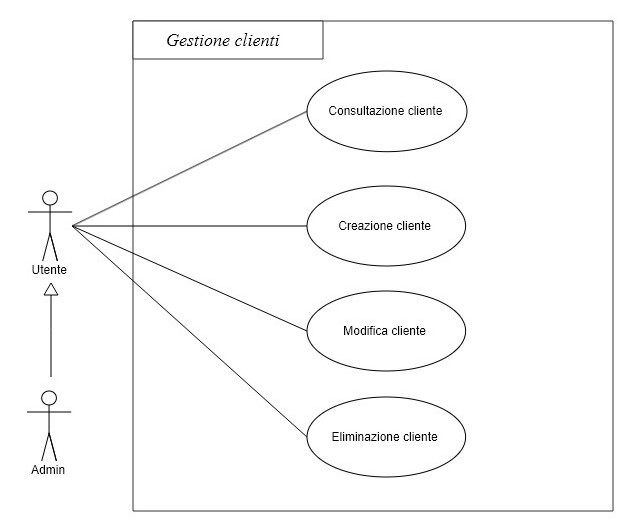 Gestione clienti
Consultazione cliente
Creazione cliente
Utente
Modifica cliente
Eliminazione cliente
Admin